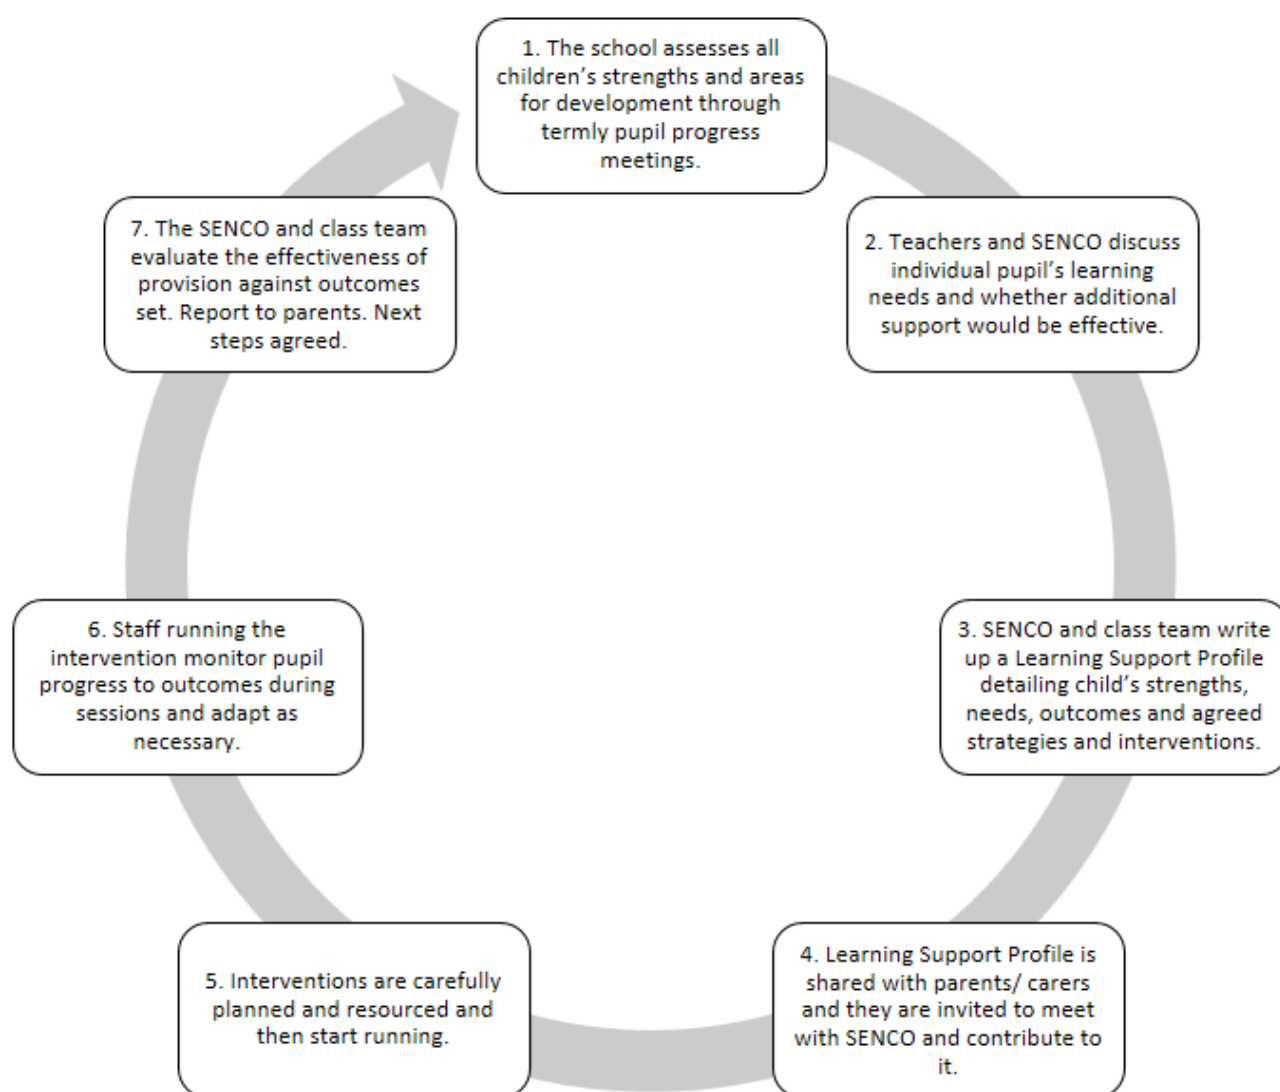 1. The school assesses all
children’s strengths and areas
for development through
termly pupil progress
meetings.
2. Teachers and SENCO discuss
individual pupil’s learning
needs and whether additional
support would be effective.
3. SENCO and class team write
up a Learning Support Profile
detailing child’s strengths,
needs, outcomes and agreed
strategies and interventions.
4. Learning Support Profile is
shared with parents/ carers
and they are invited to meet
with SENCO and contribute to
it.
5. Interventions are carefully
planned and resourced and
then start running.
6. Staff running the
intervention monitor pupil
progress to outcomes during
sessions and adapt as
necessary.
7. The SENCO and class team
evaluate the effectiveness of
provision against outcomes
set. Report to parents. Next
steps agreed.